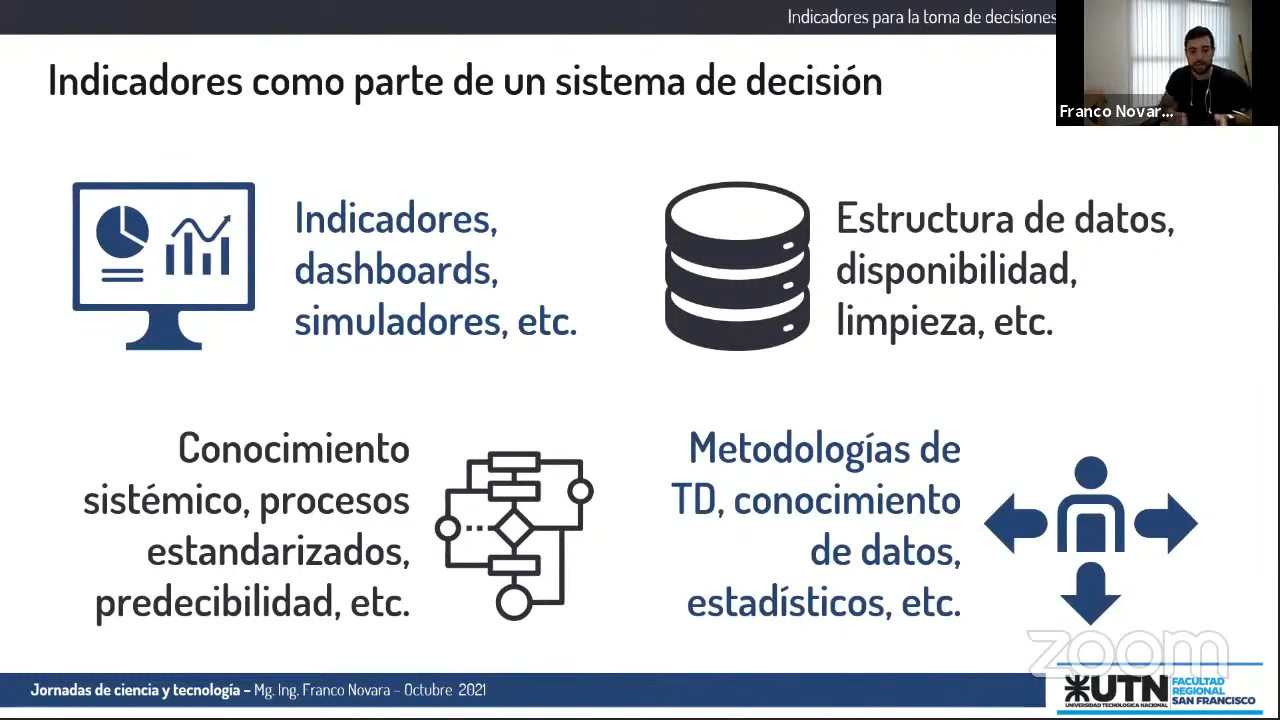 Indicadores para la toma de decisiones
Franco Novar...
Indicadores como parte de un sistema de decisión
Indicadores,
dashboards,
simuladores, etc.
Estructura de datos,
disponibilidad,
limpieza, etc.
Conocimiento
sistémico, procesos
estandarizados,
predecibilidad, etc.
Metodologías de
TD, conocimiento
de datos,
estadísticos, etc.
zoom
Jornadas de ciencia y tecnología – Mg. Ing. Franco Novara – Octubre 2021
UTN
UNIVERSIDAD TECNOLOGICA NACIONAL
FACULTAD
REGIONAL
SAN FRANCISCO